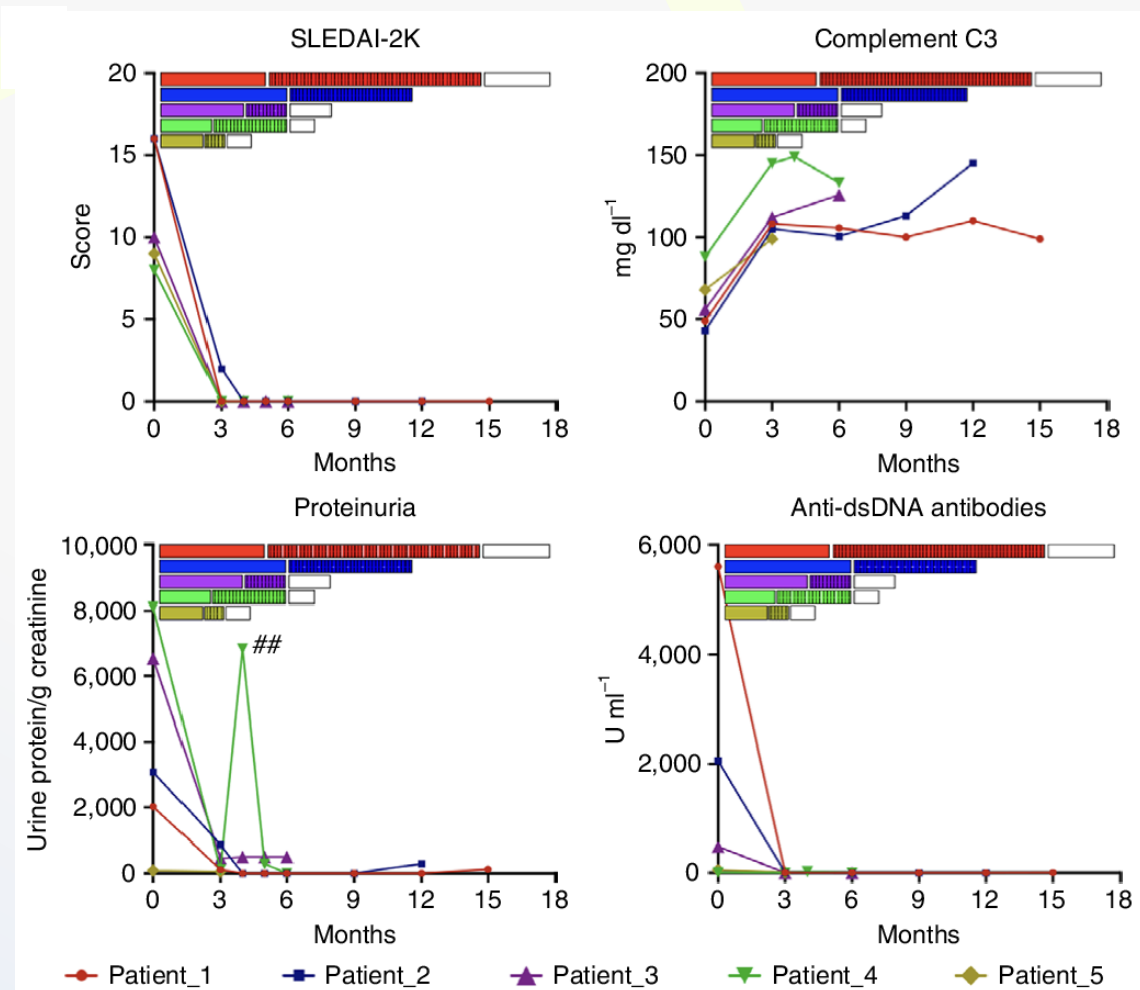 SLEDAI-2K
20
15
10
5
0
Score
0 3 6 9 12 15 18
Months
Complement C3
200
150
100
50
0
mg dl⁻¹
0 3 6 9 12 15 18
Months
Proteinuria
10,000
8,000
6,000
4,000
2,000
0
Urine protein/g creatinine
##
0 3 6 9 12 15 18
Months
Anti-dsDNA antibodies
6,000
4,000
2,000
0
U ml⁻¹
0 3 6 9 12 15 18
Months
Patient_1 Patient_2 Patient_3 Patient_4 Patient_5